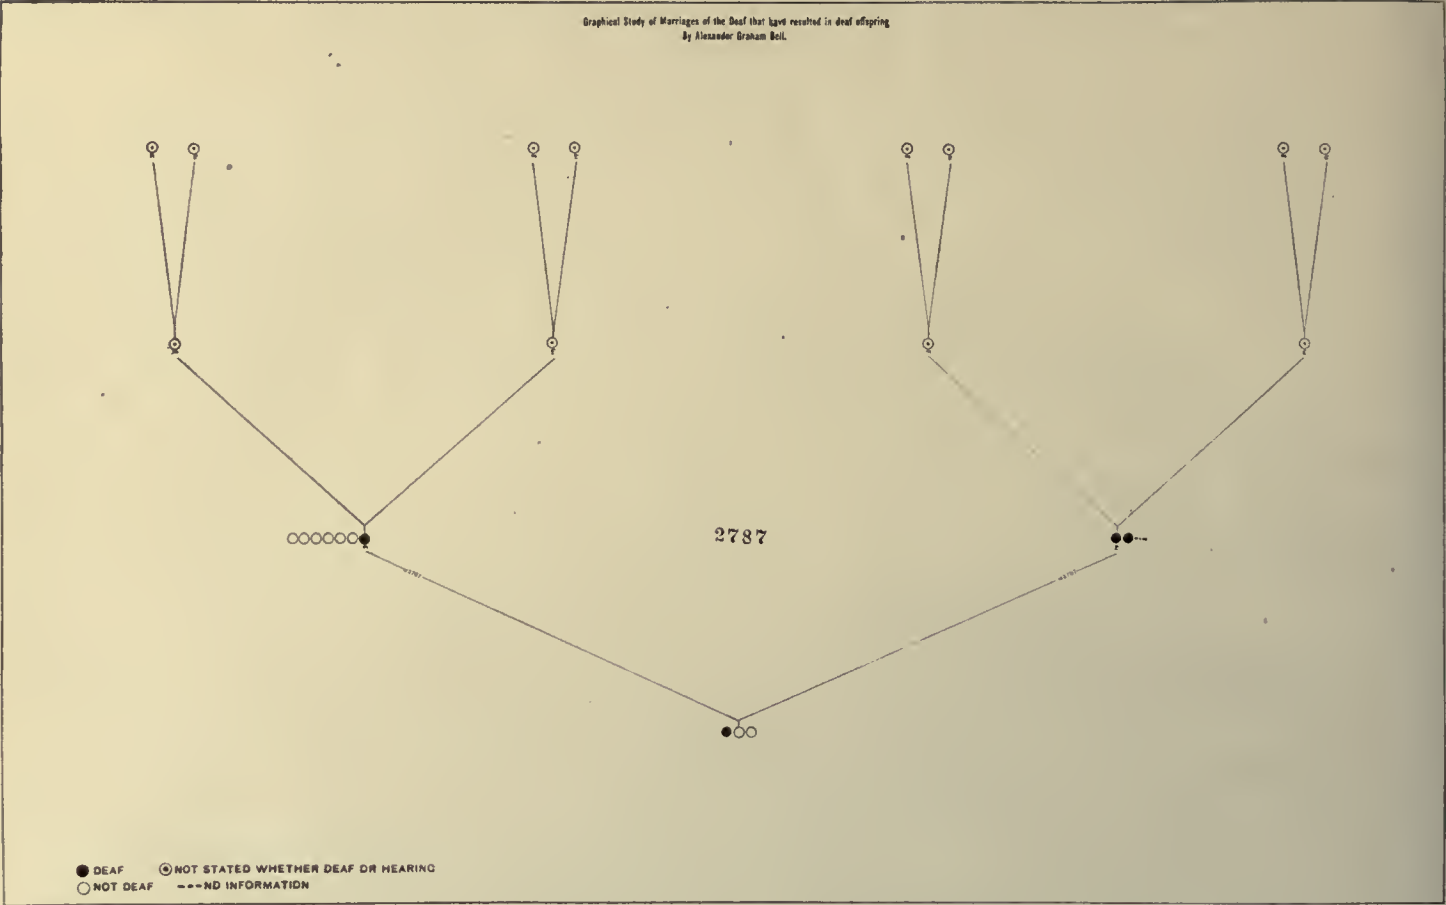 Graphical Study of Marriages of the Deaf that have resulted in deaf offspring
By Alexander Graham Bell.
2787
DEAF NOT STATED WHETHER DEAF OR HEARING
NOT DEAF ---NO INFORMATION